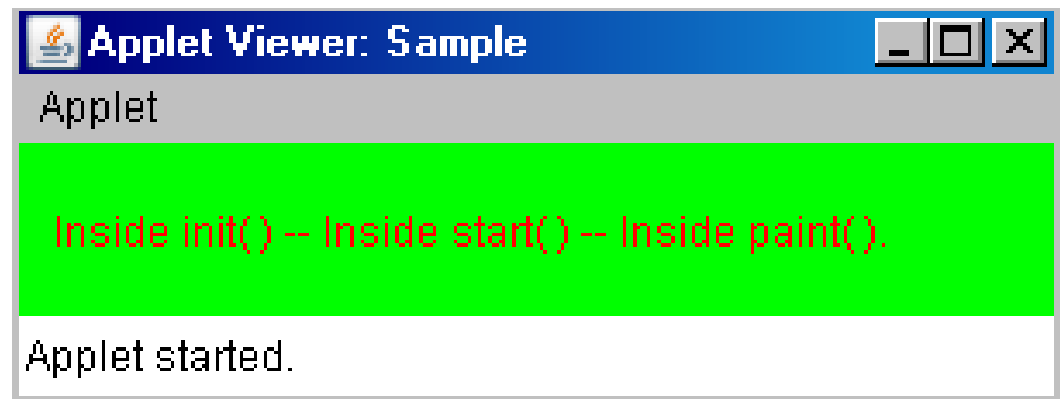 Applet Viewer: Sample
Applet
Inside init() -- Inside start() -- Inside paint().
Applet started.